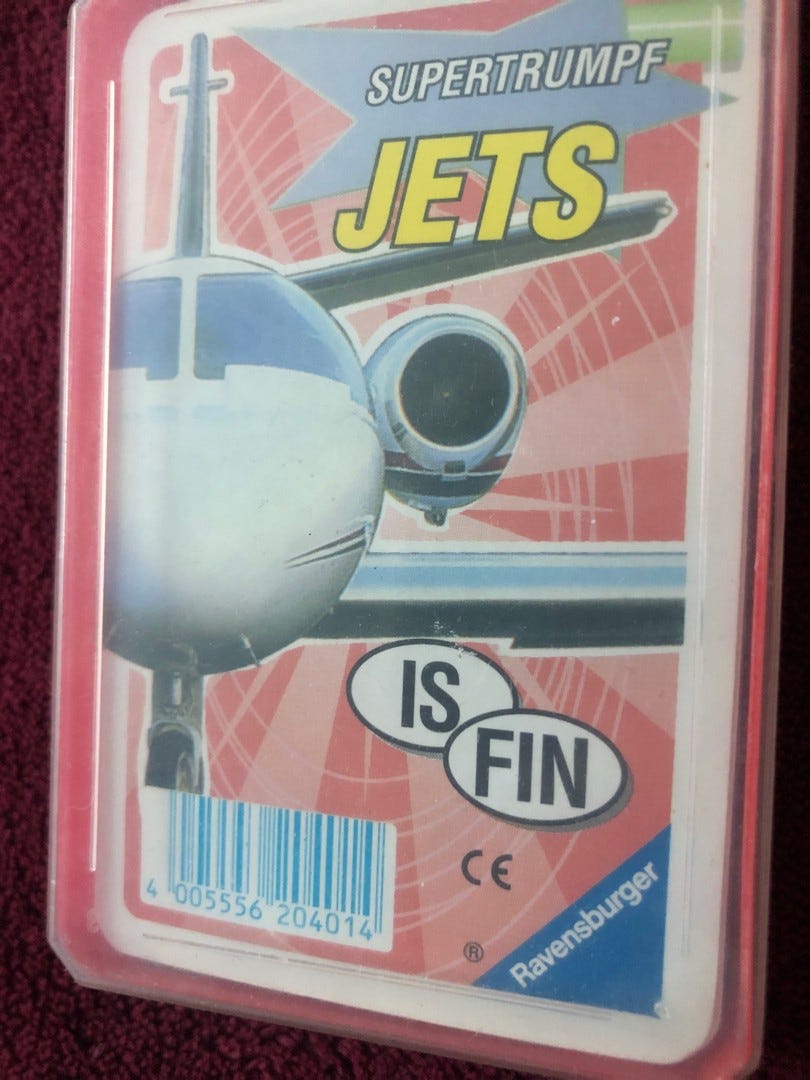 SUPERTRUMPF
JETS
IS
FIN
CE
4 005556 204014
®
Ravensburger